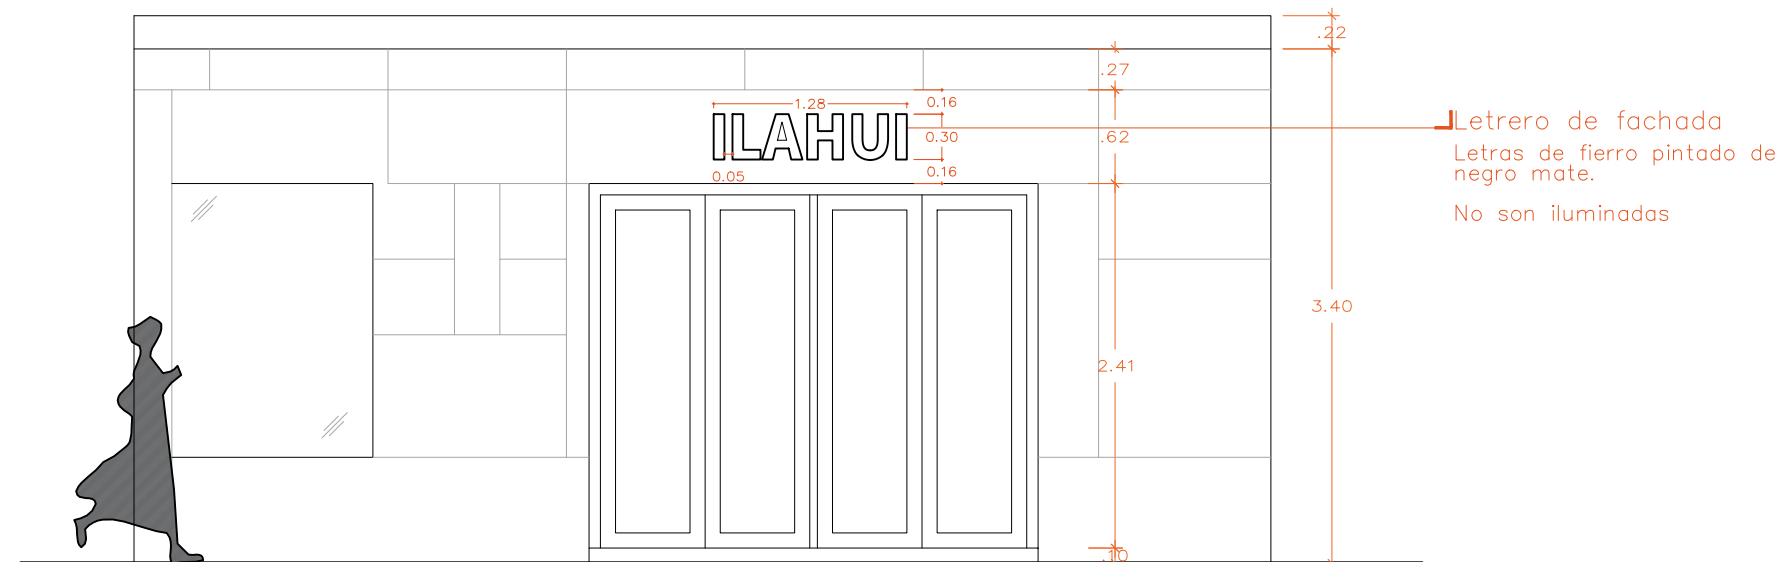 .22
.27
1.28
0.16
ILAHUI
Letrero de fachada
0.30
.62
Letras de fierro pintado de
negro mate.
0.05
0.16
No son iluminadas
3.40
2.41
.10